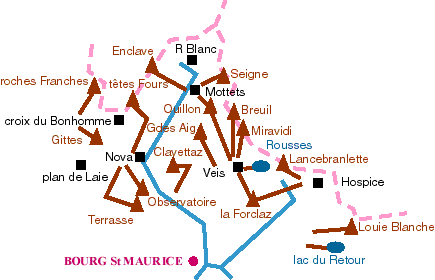 R Blanc
Enclave
Seigne
roches Franches
têtes Fours
Mottets
Ouillon
Breuil
croix du Bonhomme
Gdes Aig
Miravidi
Gittes
Rousses
Clavettaz
Nova
Lancebranlette
plan de Laie
Veis
Hospice
Observatoire
Terrasse
la Forclaz
Louie Blanche
BOURG St MAURICE
lac du Retour